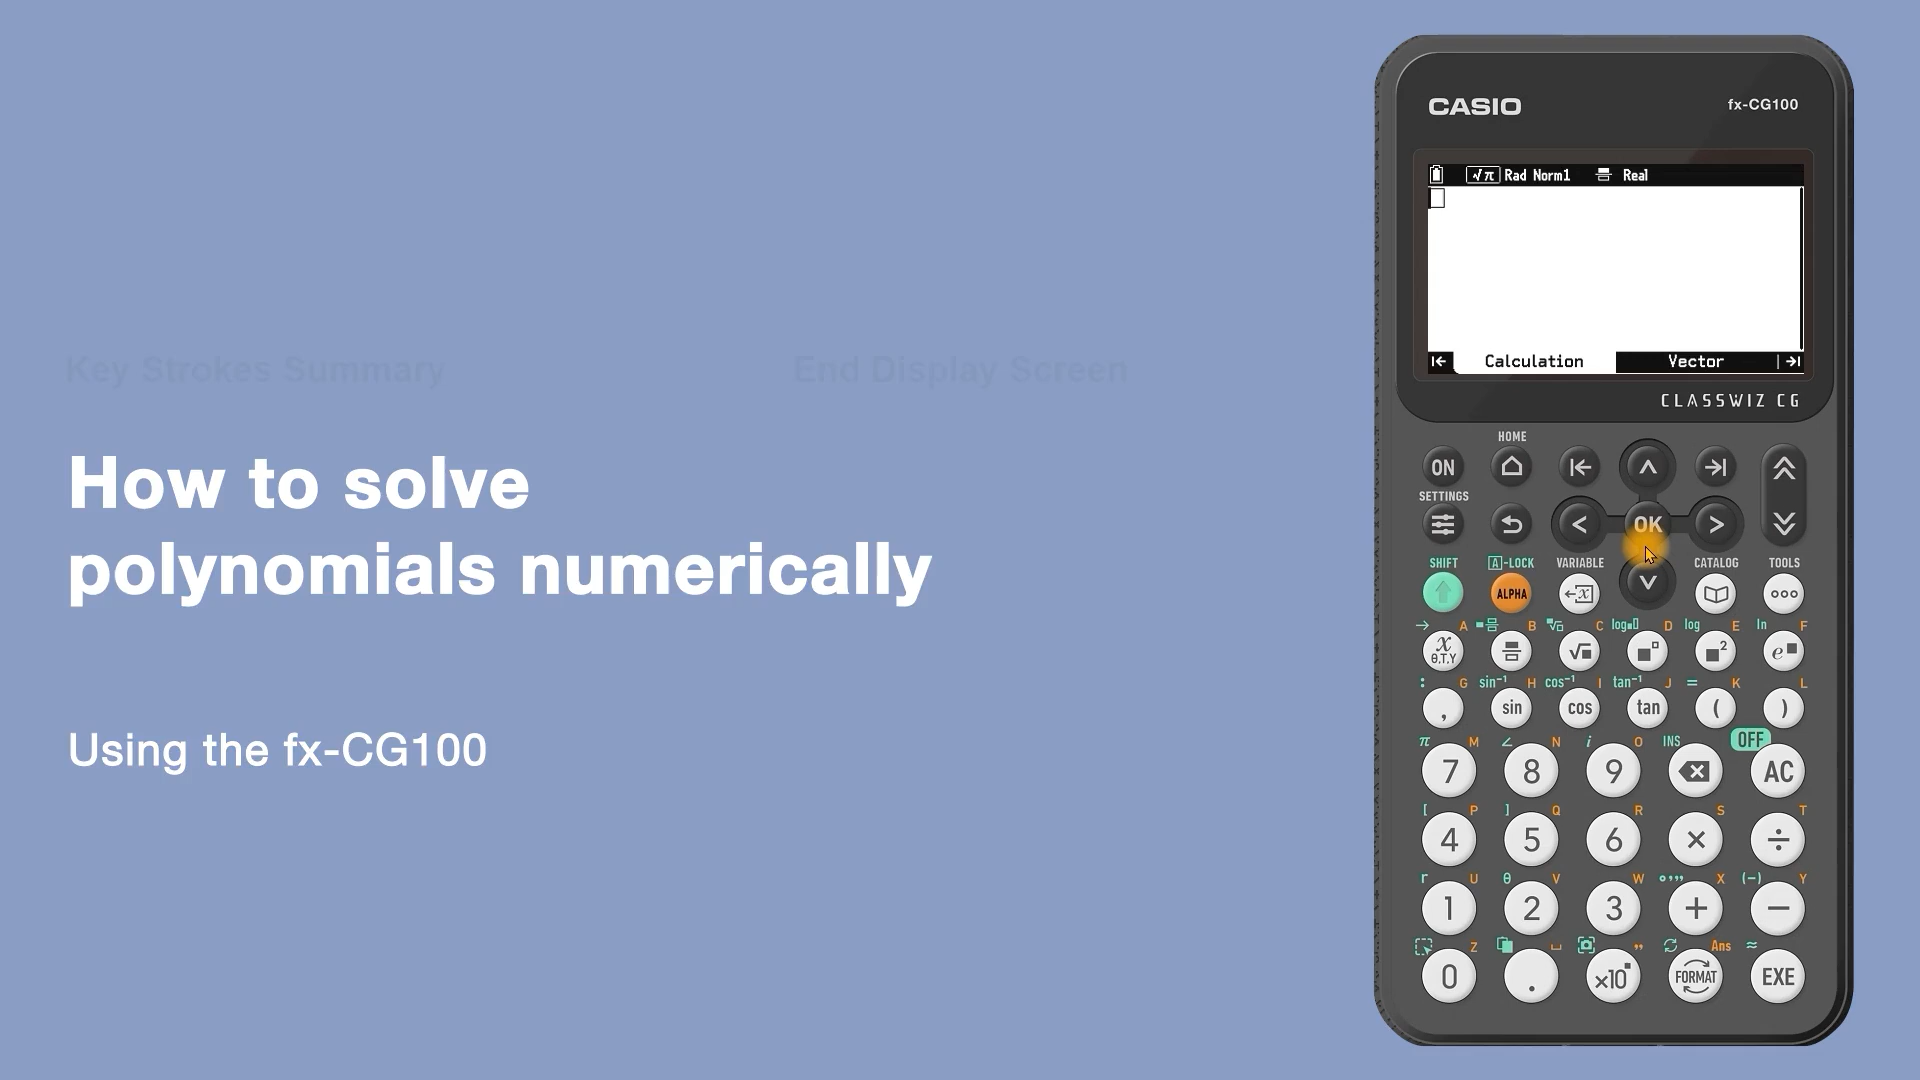 Key Strokes Summary
End Display Screen
How to solve
polynomials numerically
Using the fx-CG100
CASIO
fx-CG100
√π Rad Norm1 Real
Calculation Vector
CLASSWIZ CG
HOME
ON
SETTINGS
OK
SHIFT A-LOCK VARIABLE CATALOG TOOLS
ALPHA x
→ A B C log D log E ln F
x
θ,T,Y √■ ■² e■
: G sin⁻¹ H cos⁻¹ I tan⁻¹ J = K L
, sin cos tan ( )
π M ∠ N i O INS OFF
7 8 9 AC
[ P ] Q R S T
4 5 6 × ÷
r U θ V W °’’’ X (−) Y
1 2 3 + −
Z ” Ans ≈
0 . ×10■ FORMAT EXE